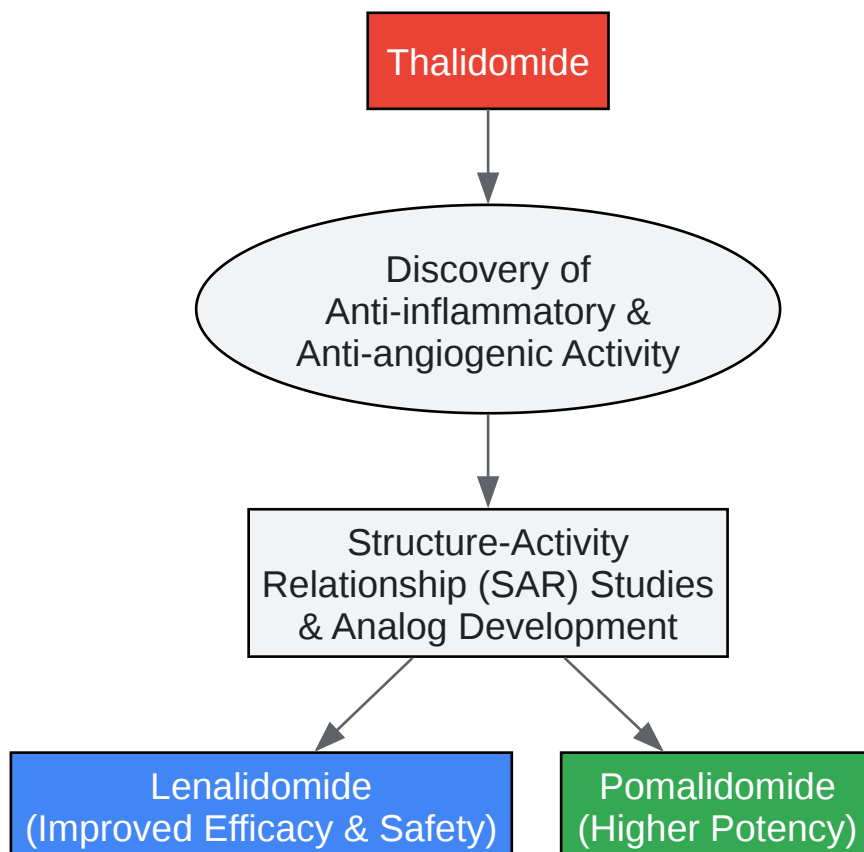 Thalidomide
Discovery of
Anti-inflammatory &
Anti-angiogenic Activity
Structure-Activity
Relationship (SAR) Studies
& Analog Development
Lenalidomide
(Improved Efficacy & Safety)
Pomalidomide
(Higher Potency)